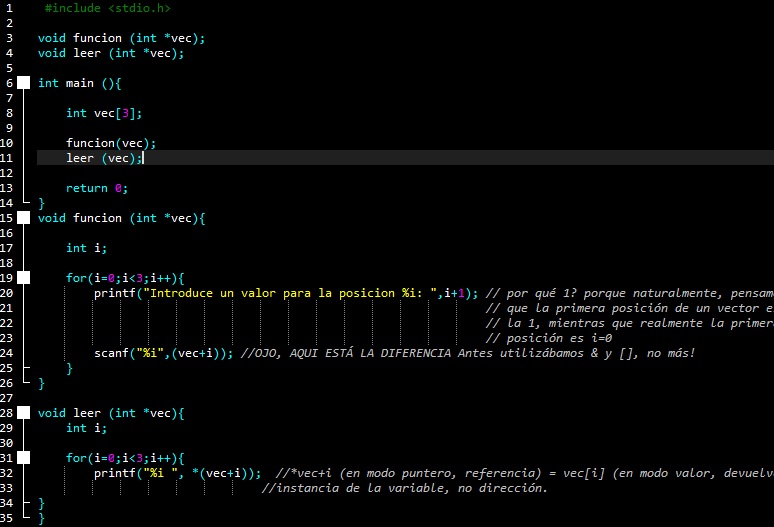 1 #include <stdio.h>
2
3 void funcion (int *vec);
4 void leer (int *vec);
5
6 int main (){
7
8 int vec[3];
9
10 funcion(vec);
11 leer (vec);
12
13 return 0;
14 }
15 void funcion (int *vec){
16
17 int i;
18
19 for(i=0;i<3;i++){
20 printf("Introduce un valor para la posicion %i: ",i+1); // por qué 1? porque naturalmente, pensam
21 // que la primera posición de un vector e
22 // la 1, mientras que realmente la primer
23 // posición es i=0
24 scanf("%i",(vec+i)); //OJO, AQUI ESTÁ LA DIFERENCIA Antes utilizábamos & y [], no más!
25 }
26 }
27
28 void leer (int *vec){
29 int i;
30
31 for(i=0;i<3;i++){
32 printf("%i ", *(vec+i)); //*vec+i (en modo puntero, referencia) = vec[i] (en modo valor, devuelv
33 //instancia de la variable, no dirección.
34 }
35 }